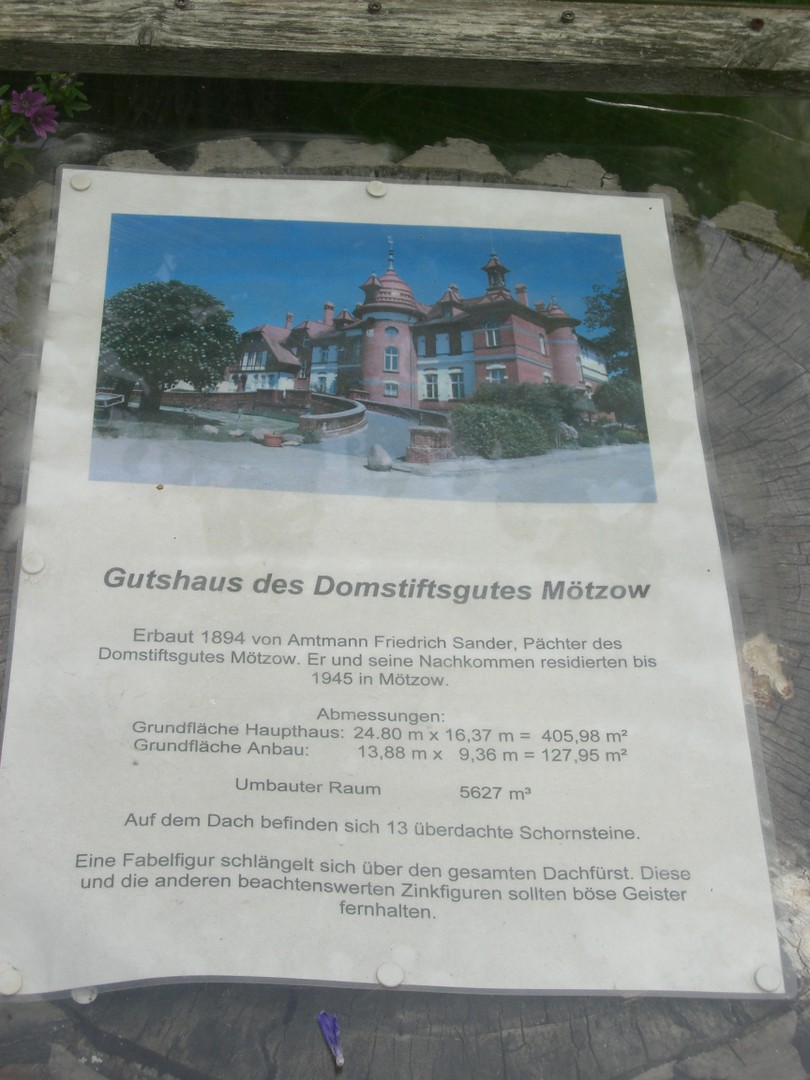 Gutshaus des Domstiftsgutes Mötzow
Erbaut 1894 von Amtmann Friedrich Sander, Pächter des
Domstiftsgutes Mötzow. Er und seine Nachkommen residierten bis
1945 in Mötzow.
Abmessungen:
Grundfläche Haupthaus: 24.80 m x 16,37 m = 405,98 m²
Grundfläche Anbau: 13,88 m x 9,36 m = 127,95 m²
Umbauter Raum 5627 m³
Auf dem Dach befinden sich 13 überdachte Schornsteine.
Eine Fabelfigur schlängelt sich über den gesamten Dachfürst. Diese
und die anderen beachtenswerten Zinkfiguren sollten böse Geister
fernhalten.